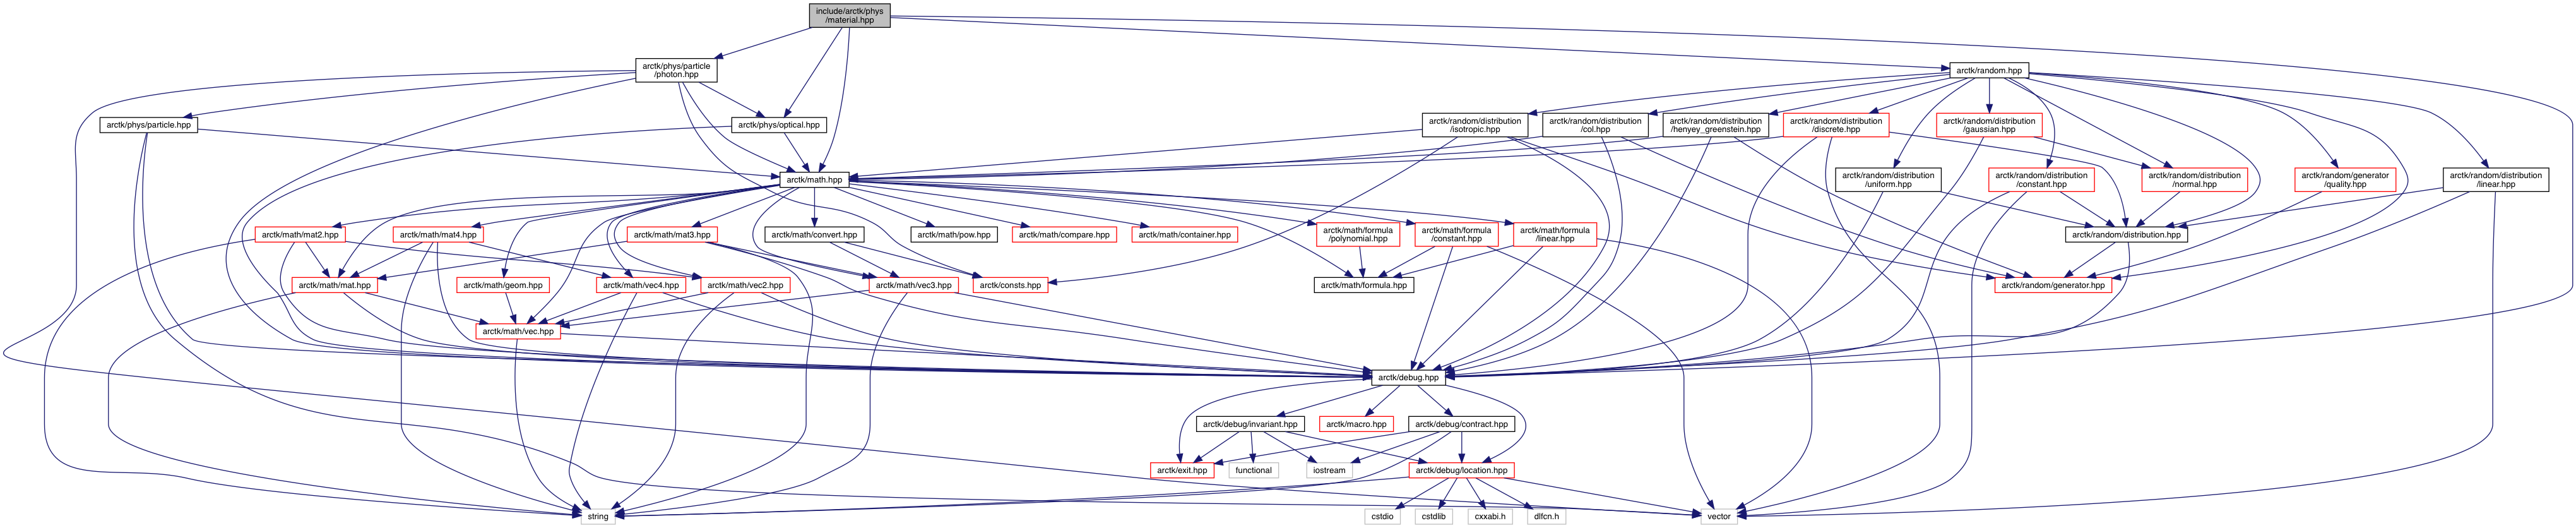 include/arctk/phys
/material.hpp
arctk/phys/particle
/photon.hpp
arctk/random.hpp
arctk/phys/particle.hpp
arctk/phys/optical.hpp
arctk/random/distribution
/isotropic.hpp
arctk/random/distribution
/col.hpp
arctk/random/distribution
/henyey_greenstein.hpp
arctk/random/distribution
/discrete.hpp
arctk/random/distribution
/gaussian.hpp
arctk/math.hpp
arctk/random/distribution
/uniform.hpp
arctk/random/distribution
/constant.hpp
arctk/random/distribution
/normal.hpp
arctk/random/generator
/quality.hpp
arctk/random/distribution
/linear.hpp
arctk/math/mat2.hpp
arctk/math/mat4.hpp
arctk/math/mat3.hpp
arctk/math/convert.hpp
arctk/math/pow.hpp
arctk/math/compare.hpp
arctk/math/container.hpp
arctk/math/formula
/polynomial.hpp
arctk/math/formula
/constant.hpp
arctk/math/formula
/linear.hpp
arctk/random/distribution.hpp
arctk/math/mat.hpp
arctk/math/geom.hpp
arctk/math/vec4.hpp
arctk/math/vec2.hpp
arctk/math/vec3.hpp
arctk/consts.hpp
arctk/math/formula.hpp
arctk/random/generator.hpp
arctk/math/vec.hpp
arctk/debug.hpp
arctk/debug/invariant.hpp
arctk/macro.hpp
arctk/debug/contract.hpp
arctk/exit.hpp
functional
iostream
arctk/debug/location.hpp
string
cstdio
cstdlib
cxxabi.h
dlfcn.h
vector